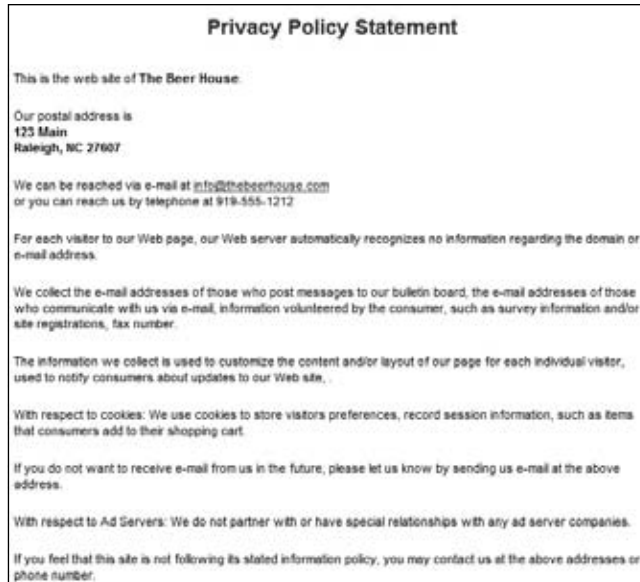 Privacy Policy Statement
This is the web site of The Beer House.
Our postal address is
123 Main
Raleigh, NC 27607
We can be reached via e-mail at info@thebeerhouse.com
or you can reach us by telephone at 919-555-1212
For each visitor to our Web page, our Web server automatically recognizes no information regarding the domain or
e-mail address.
We collect the e-mail addresses of those who post messages to our bulletin board, the e-mail addresses of those
who communicate with us via e-mail, information volunteered by the consumer, such as survey information and/or
site registrations, fax number.
The information we collect is used to customize the content and/or layout of our page for each individual visitor,
used to notify consumers about updates to our Web site, .
With respect to cookies: We use cookies to store visitors preferences, record session information, such as items
that consumers add to their shopping cart.
If you do not want to receive e-mail from us in the future, please let us know by sending us e-mail at the above
address.
With respect to Ad Servers: We do not partner with or have special relationships with any ad server companies.
If you feel that this site is not following its stated information policy, you may contact us at the above addresses or
phone number.